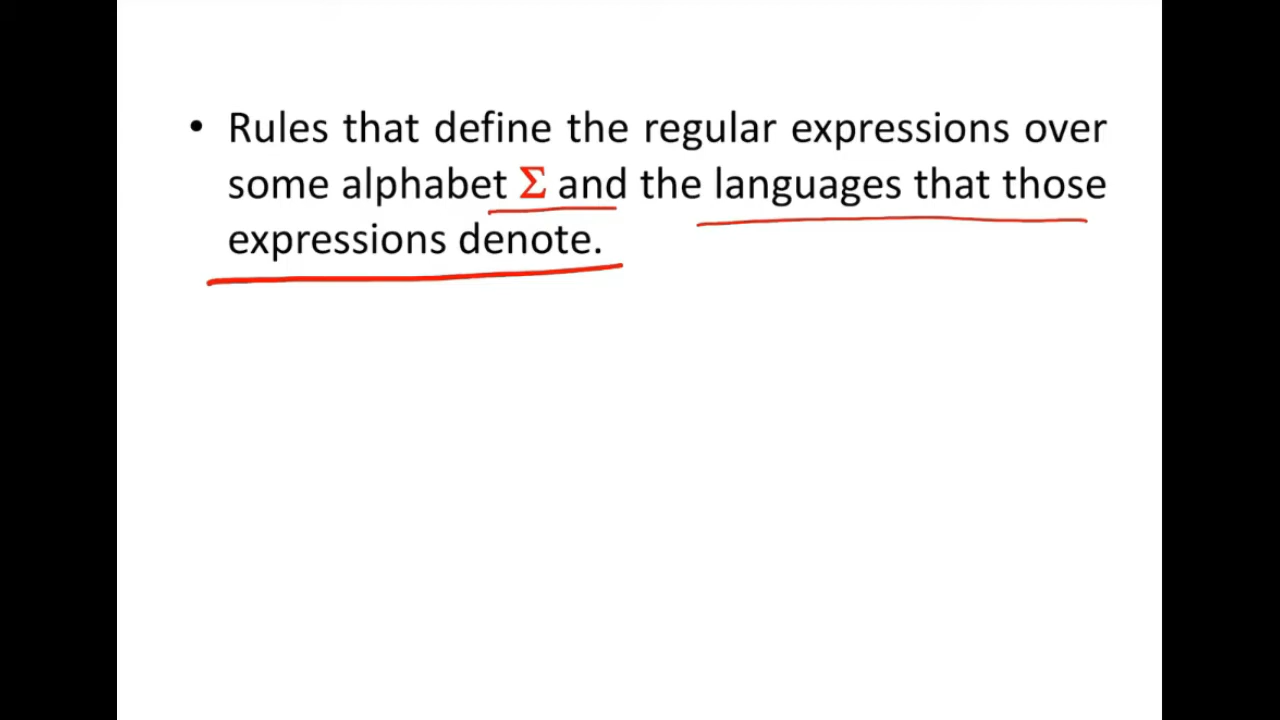 • Rules that define the regular expressions over
some alphabet Σ and the languages that those
expressions denote.